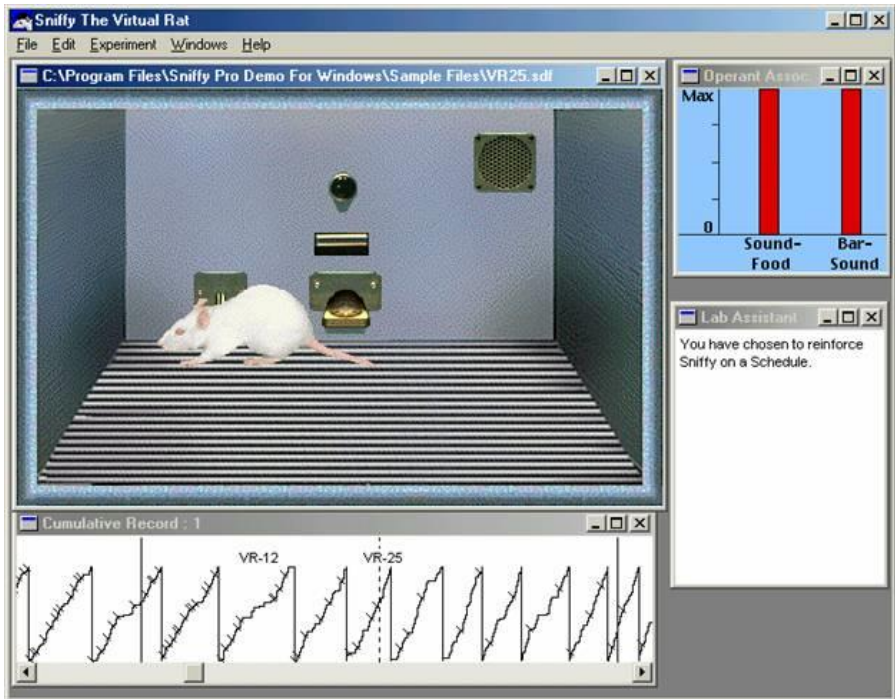 Sniffy The Virtual Rat
File Edit Experiment Windows Help
C:\Program Files\Sniffy Pro Demo For Windows\Sample Files\VR25.sdf
Operant Assoc
Max
0
Sound-
Food
Bar-
Sound
Lab Assistant
You have chosen to reinforce
Sniffy on a Schedule.
Cumulative Record : 1
VR-12 VR-25